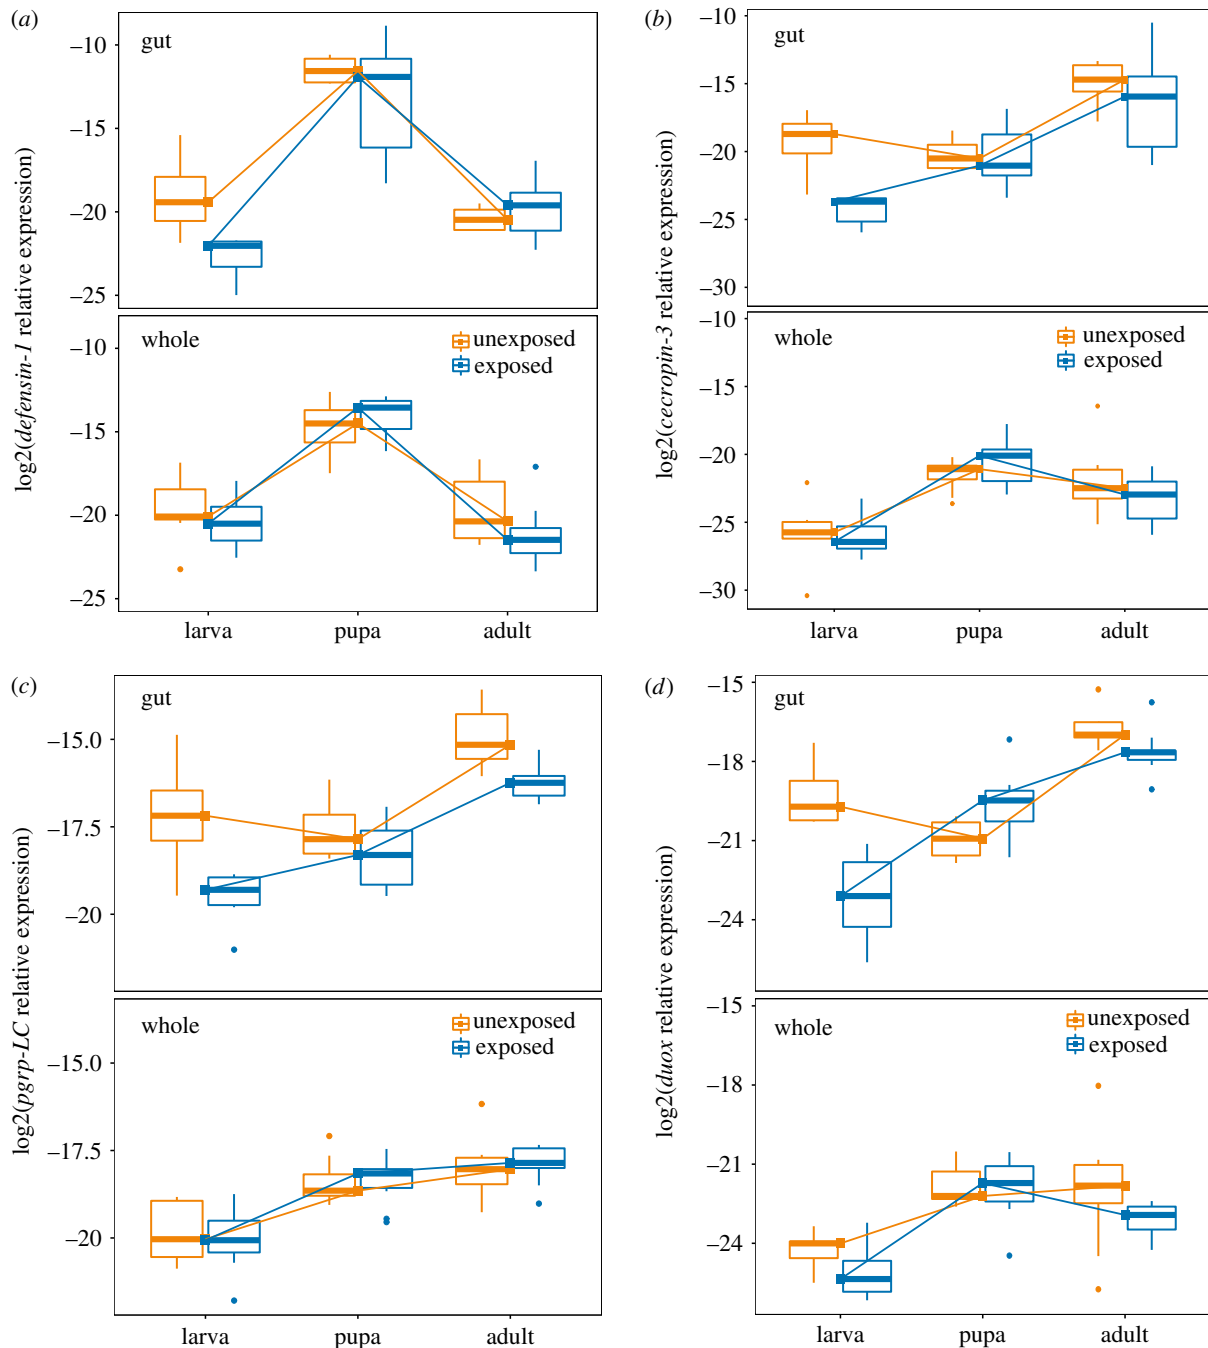 (a)
gut
−10
−15
−20
−25
whole
unexposed
exposed
−10
−15
−20
−25
log2(defensin-1 relative expression)
larva pupa adult
(b)
gut
−10
−15
−20
−25
−30
whole
unexposed
exposed
−10
−15
−20
−25
−30
log2(cecropin-3 relative expression)
larva pupa adult
(c)
gut
−15.0
−17.5
−20
whole
unexposed
exposed
−15.0
−17.5
−20
log2(pgrp-LC relative expression)
larva pupa adult
(d)
gut
−15
−18
−21
−24
whole
unexposed
exposed
−15
−18
−21
−24
log2(duox relative expression)
larva pupa adult